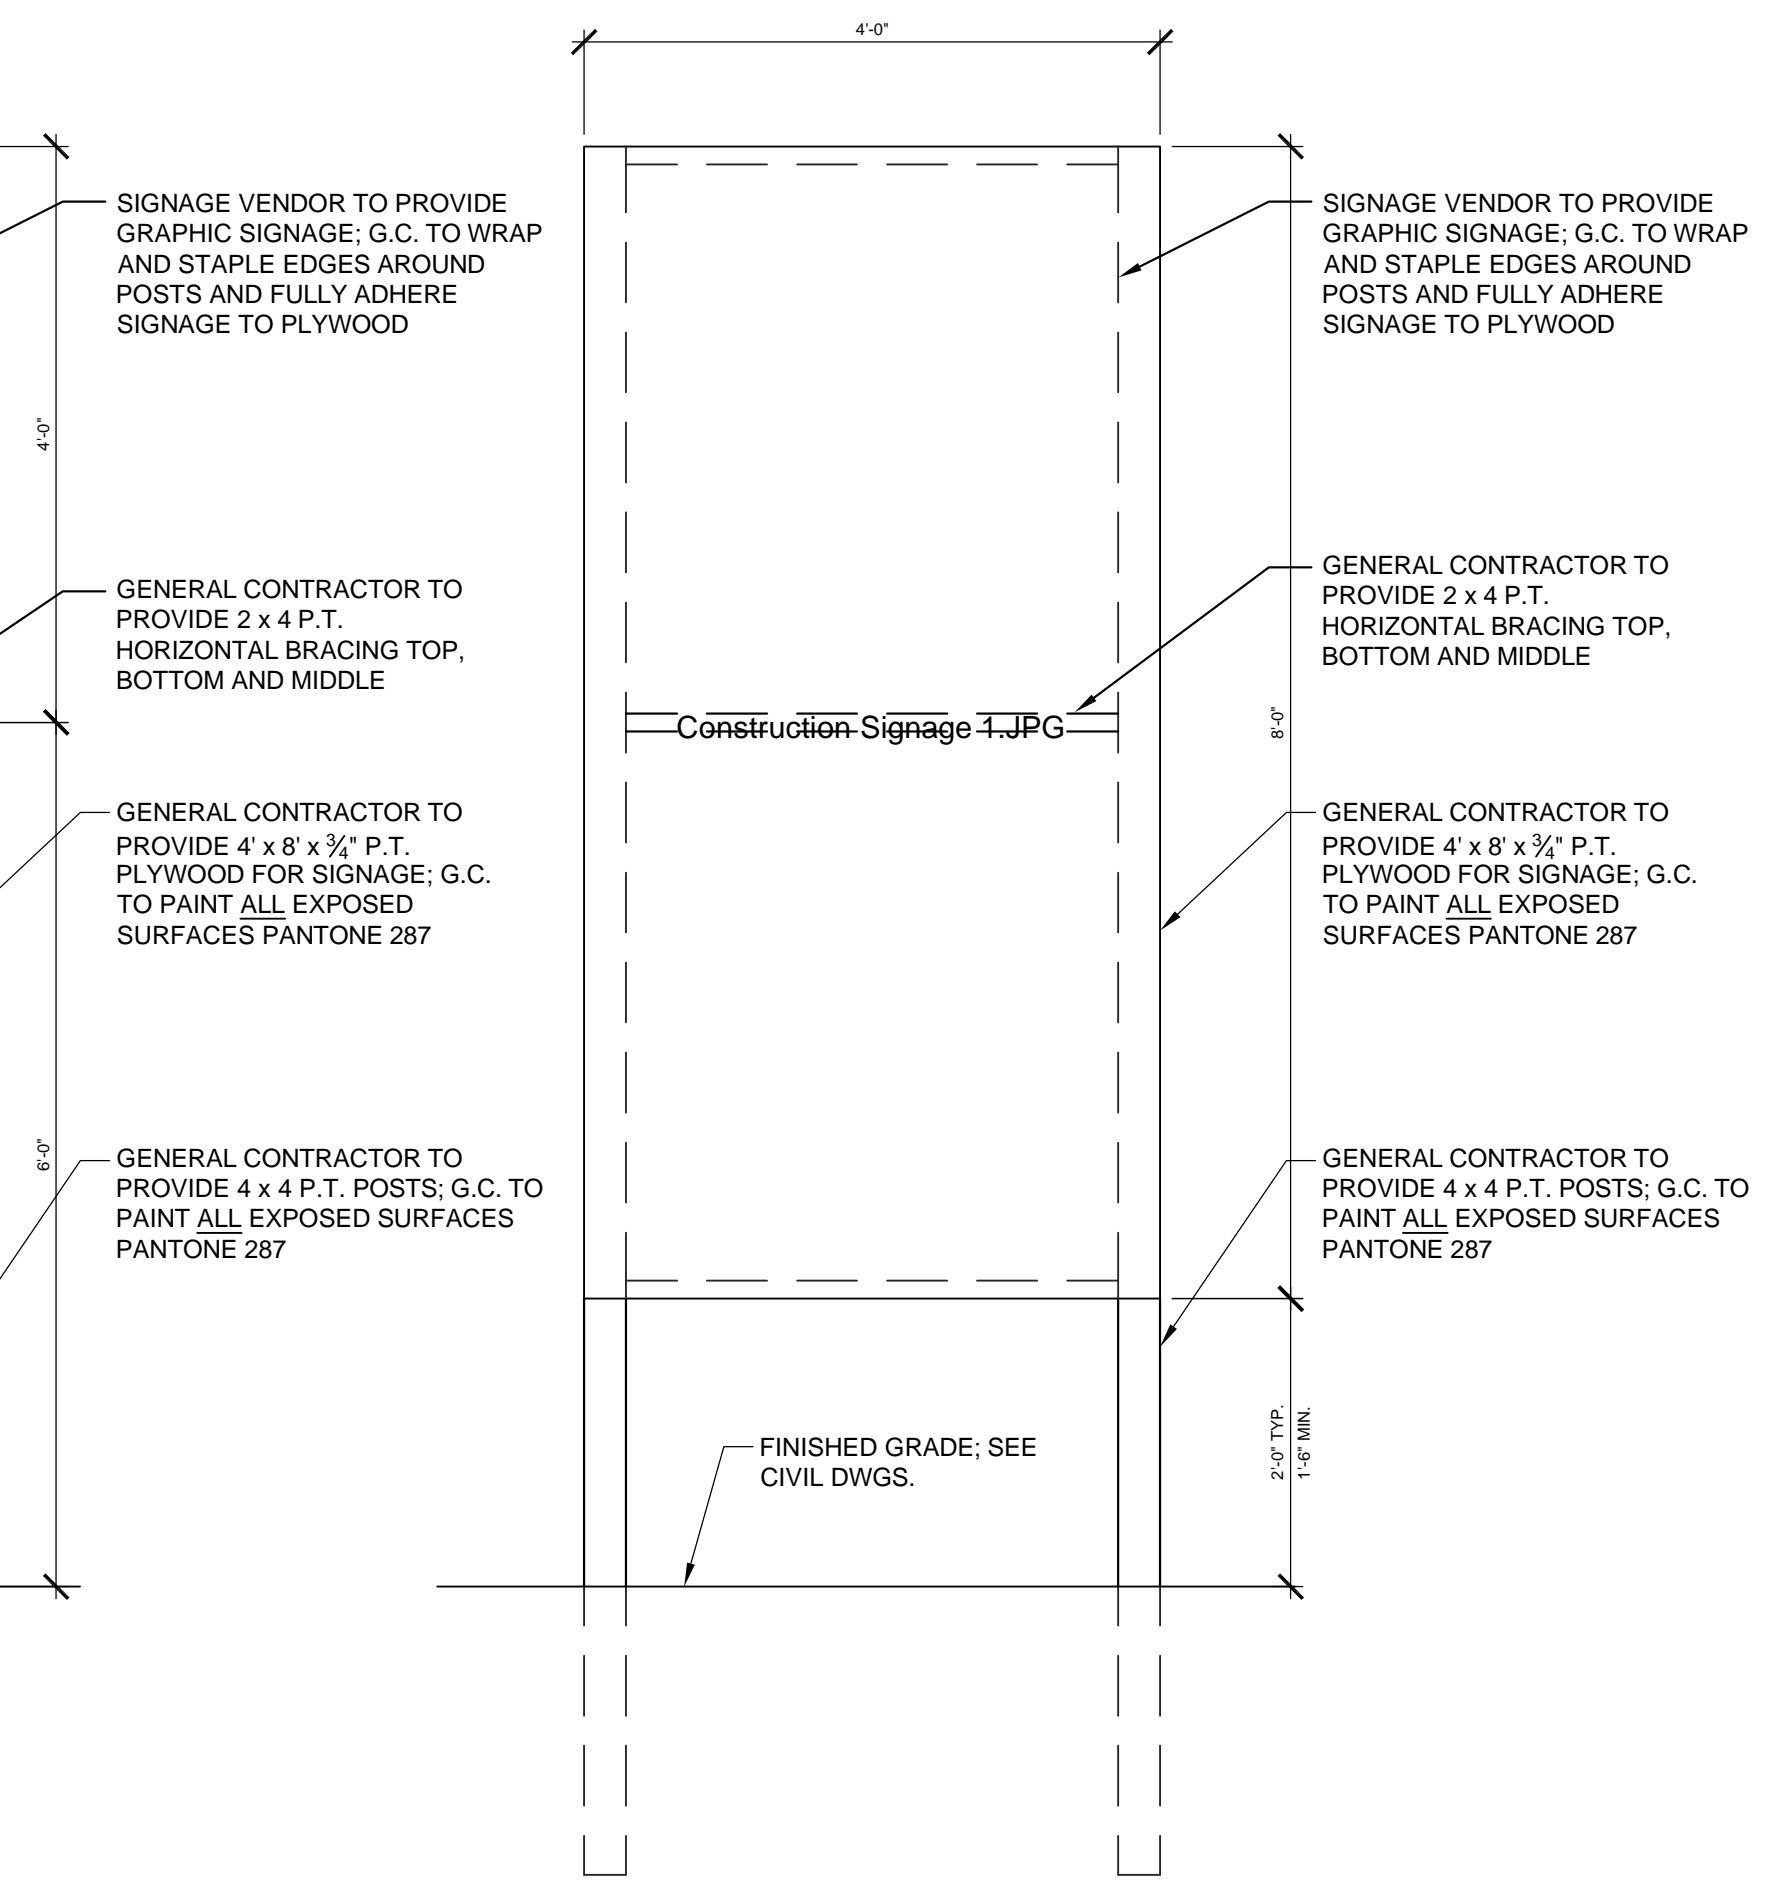 4'-0"
SIGNAGE VENDOR TO PROVIDE
GRAPHIC SIGNAGE; G.C. TO WRAP
AND STAPLE EDGES AROUND
POSTS AND FULLY ADHERE
SIGNAGE TO PLYWOOD
4'-0"
GENERAL CONTRACTOR TO
PROVIDE 2 x 4 P.T.
HORIZONTAL BRACING TOP,
BOTTOM AND MIDDLE
GENERAL CONTRACTOR TO
PROVIDE 4' x 8' x ¾" P.T.
PLYWOOD FOR SIGNAGE; G.C.
TO PAINT ALL EXPOSED
SURFACES PANTONE 287
6'-0"
GENERAL CONTRACTOR TO
PROVIDE 4 x 4 P.T. POSTS; G.C. TO
PAINT ALL EXPOSED SURFACES
PANTONE 287
Construction Signage 1.JPG
FINISHED GRADE; SEE
CIVIL DWGS.
SIGNAGE VENDOR TO PROVIDE
GRAPHIC SIGNAGE; G.C. TO WRAP
AND STAPLE EDGES AROUND
POSTS AND FULLY ADHERE
SIGNAGE TO PLYWOOD
GENERAL CONTRACTOR TO
PROVIDE 2 x 4 P.T.
HORIZONTAL BRACING TOP,
BOTTOM AND MIDDLE
8'-0"
GENERAL CONTRACTOR TO
PROVIDE 4' x 8' x ¾" P.T.
PLYWOOD FOR SIGNAGE; G.C.
TO PAINT ALL EXPOSED
SURFACES PANTONE 287
GENERAL CONTRACTOR TO
PROVIDE 4 x 4 P.T. POSTS; G.C. TO
PAINT ALL EXPOSED SURFACES
PANTONE 287
2'-0" TYP.
1'-6" MIN.